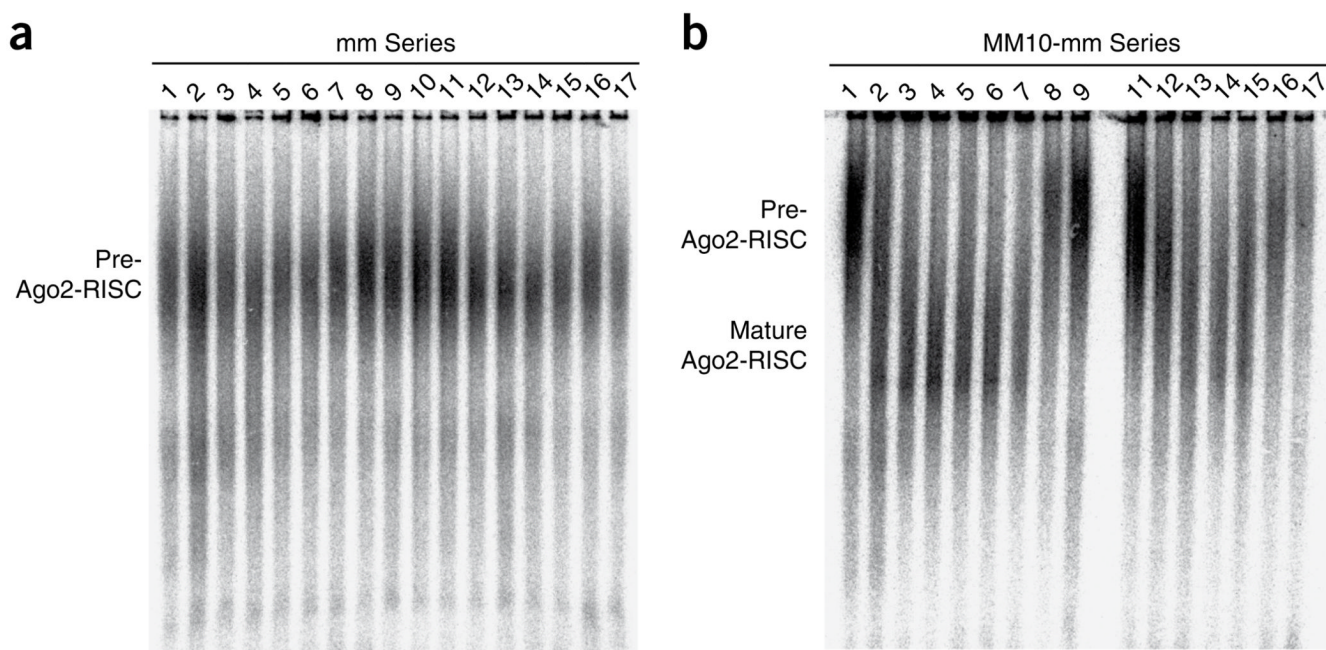 a
mm Series
1 2 3 4 5 6 7 8 9 10 11 12 13 14 15 16 17
Pre-
Ago2-RISC
b
MM10-mm Series
1 2 3 4 5 6 7 8 9 11 12 13 14 15 16 17
Pre-
Ago2-RISC
Mature
Ago2-RISC